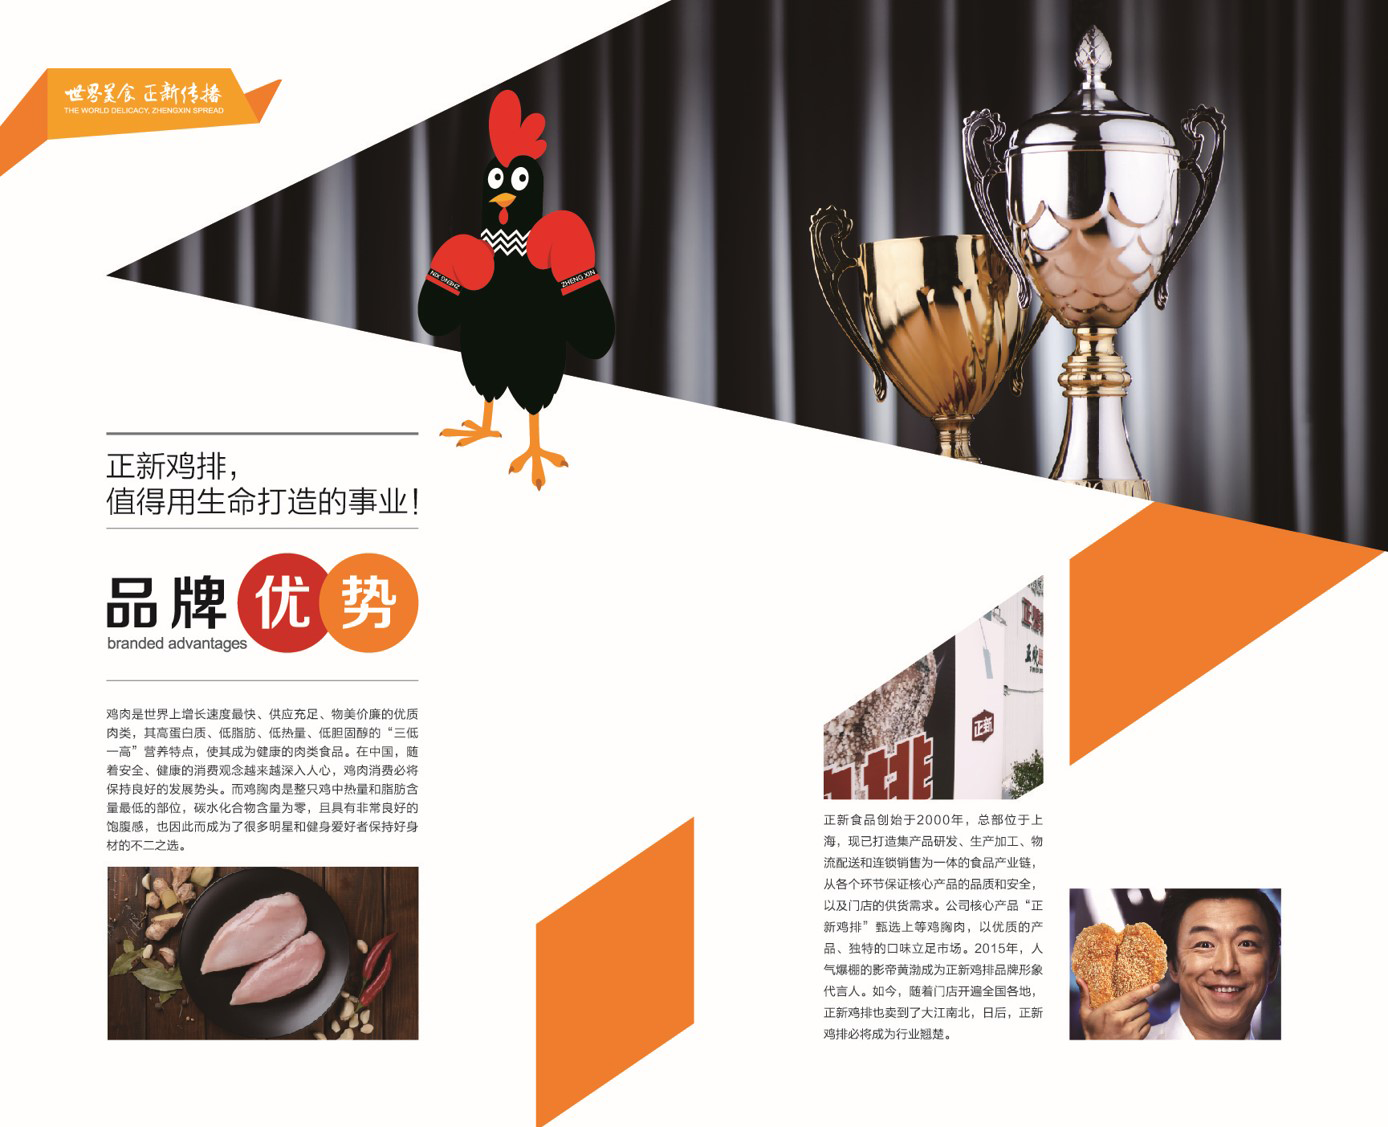 世界美食 正新传播
THE WORLD DELICACY, ZHENGXIN SPREAD
ZHENG XIN
ZHENG XIN
正新鸡排，
值得用生命打造的事业！
品牌优势
branded advantages
鸡肉是世界上增长速度最快、供应充足、物美价廉的优质
肉类，其高蛋白质、低脂肪、低热量、低胆固醇的“三低
一高”营养特点，使其成为健康的肉类食品。在中国，随
着安全、健康的消费观念越来越深入人心，鸡肉消费必将
保持良好的发展势头。而鸡胸肉是整只鸡中热量和脂肪含
量最低的部位，碳水化合物含量为零，且具有非常良好的
饱腹感，也因此而成为了很多明星和健身爱好者保持好身
材的不二之选。
正新
排
正新食品创始于2000年，总部位于上
海，现已打造集产品研发、生产加工、物
流配送和连锁销售为一体的食品产业链，
从各个环节保证核心产品的品质和安全，
以及门店的供货需求。公司核心产品“正
新鸡排”甄选上等鸡胸肉，以优质的产
品、独特的口味立足市场。2015年，人
气爆棚的影帝黄渤成为正新鸡排品牌形象
代言人。如今，随着门店开遍全国各地，
正新鸡排也卖到了大江南北，日后，正新
鸡排必将成为行业翘楚。